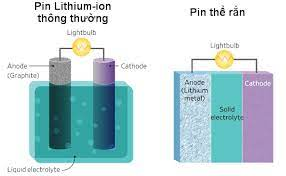 Pin Lithium-ion
thông thường
Lightbulb
Anode
(Graphite)
Cathode
Liquid electrolyte
Pin thể rắn
Lightbulb
Anode
(Lithium
metal)
Solid
electrolyte
Cathode